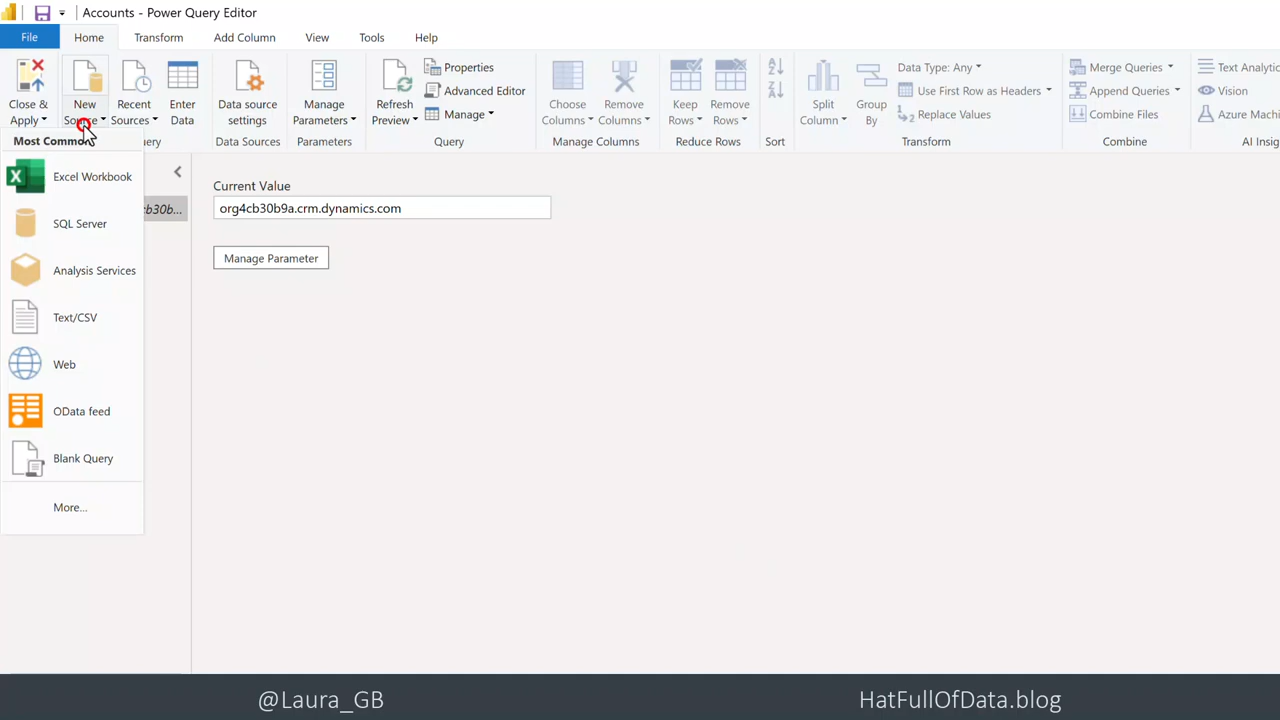 Accounts - Power Query Editor
File Home Transform Add Column View Tools Help
Close & Apply
New Source
Recent Sources
Enter Data
Data source settings
Manage Parameters
Refresh Preview
Properties
Advanced Editor
Manage
Choose Columns
Remove Columns
Keep Rows
Remove Rows
Split Column
Group By
Data Type: Any
Use First Row as Headers
Replace Values
Merge Queries
Append Queries
Combine Files
Text Analytic
Vision
Azure Machi
Data Sources Parameters Query Manage Columns Reduce Rows Sort Transform Combine AI Insig
Most Common
Excel Workbook
SQL Server
Analysis Services
Text/CSV
Web
OData feed
Blank Query
More...
cb30b...
Current Value
org4cb30b9a.crm.dynamics.com
Manage Parameter
@Laura_GB
HatFullOfData.blog